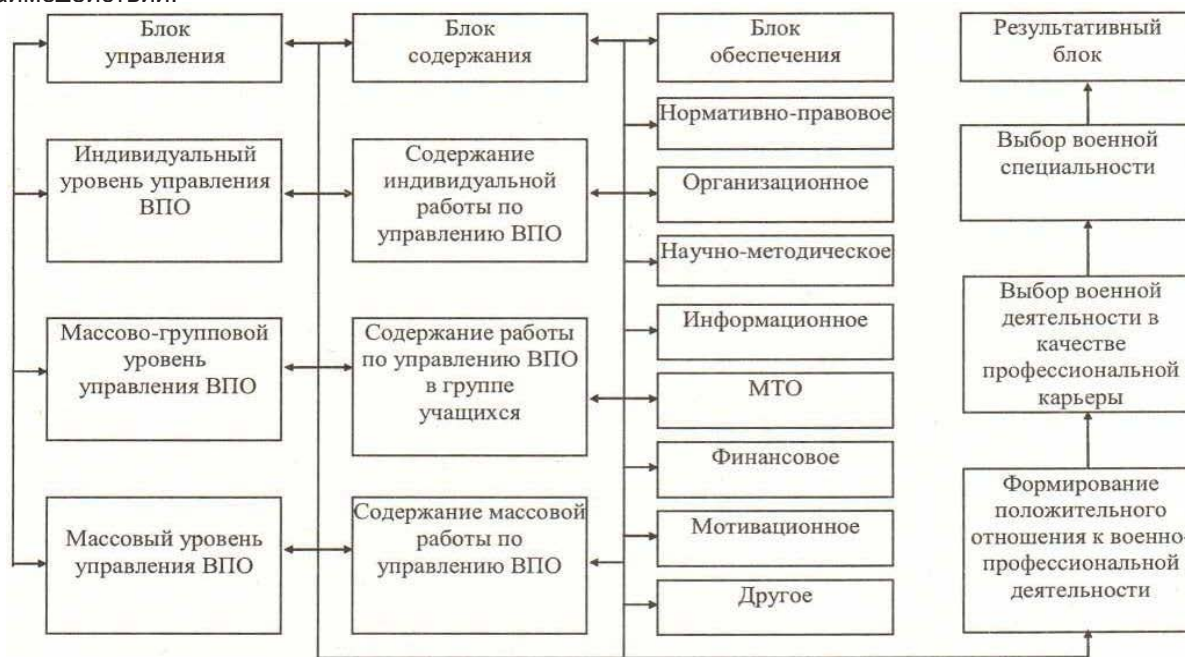 Блок
управления
Индивидуальный
уровень управления
ВПО
Массово-групповой
уровень
управления ВПО
Массовый уровень
управления ВПО
Блок
содержания
Содержание
индивидуальной
работы по
управлению ВПО
Содержание работы
по управлению ВПО
в группе
учащихся
Содержание массовой
работы по
управлению ВПО
Блок
обеспечения
Нормативно-правовое
Организационное
Научно-методическое
Информационное
МТО
Финансовое
Мотивационное
Другое
Результативный
блок
Выбор военной
специальности
Выбор военной
деятельности в
качестве
профессиональной
карьеры
Формирование
положительного
отношения к военно-
профессиональной
деятельности